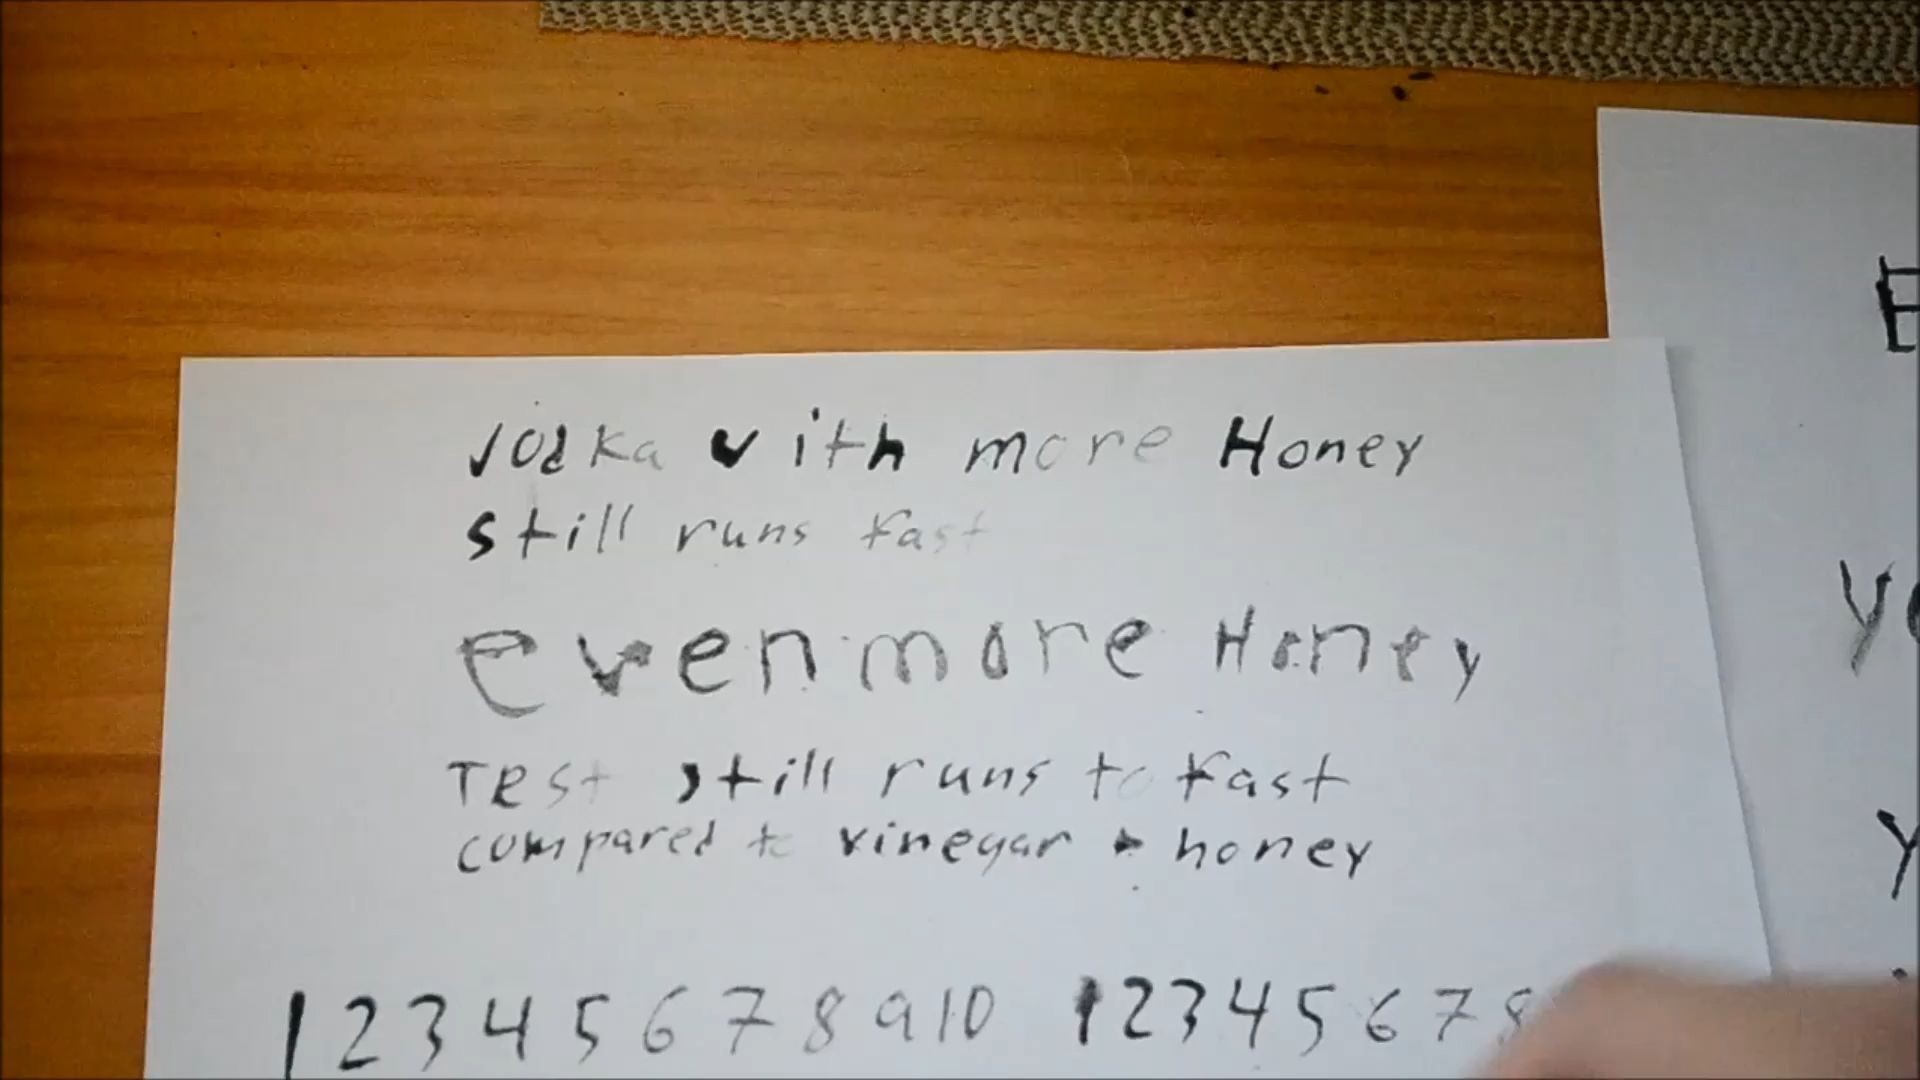 Vodka with more Honey
still runs fast
even more Honey
Test still runs to fast
compared to vinegar + honey
1 2 3 4 5 6 7 8 9 10 1 2 3 4 5 6 7 8
E
Y
Y